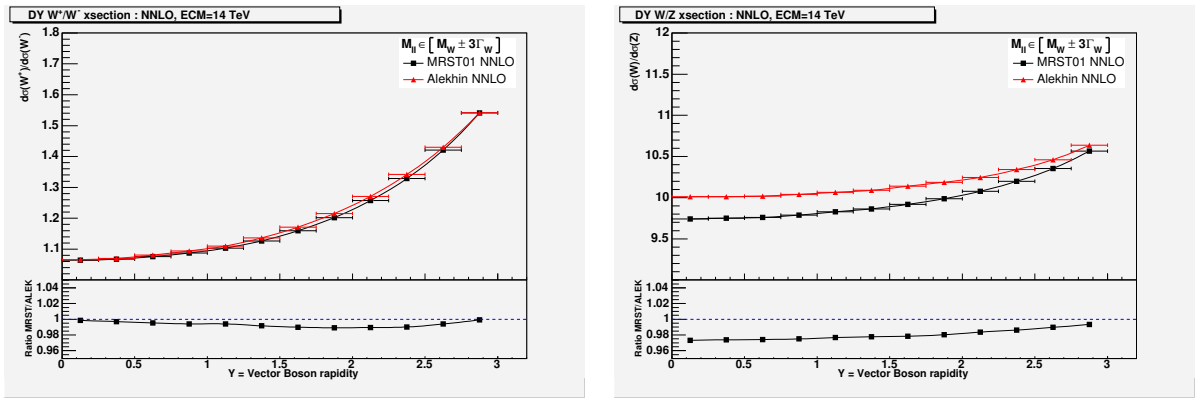 DY W⁺/W⁻ xsection : NNLO, ECM=14 TeV
dσ(W⁺)/dσ(W⁻)
M_ll ∈ [ M_W ± 3Γ_W ]
MRST01 NNLO
Alekhin NNLO
1.8
1.7
1.6
1.5
1.4
1.3
1.2
1.1
Ratio MRST/ALEK
1.04
1.02
1
0.98
0.96
0 0.5 1 1.5 2 2.5 3
Y = Vector Boson rapidity
DY W/Z xsection : NNLO, ECM=14 TeV
dσ(W)/dσ(Z)
M_ll ∈ [ M_W ± 3Γ_W ]
MRST01 NNLO
Alekhin NNLO
12
11.5
11
10.5
10
9.5
Ratio MRST/ALEK
1.04
1.02
1
0.98
0.96
0 0.5 1 1.5 2 2.5 3
Y = Vector Boson rapidity